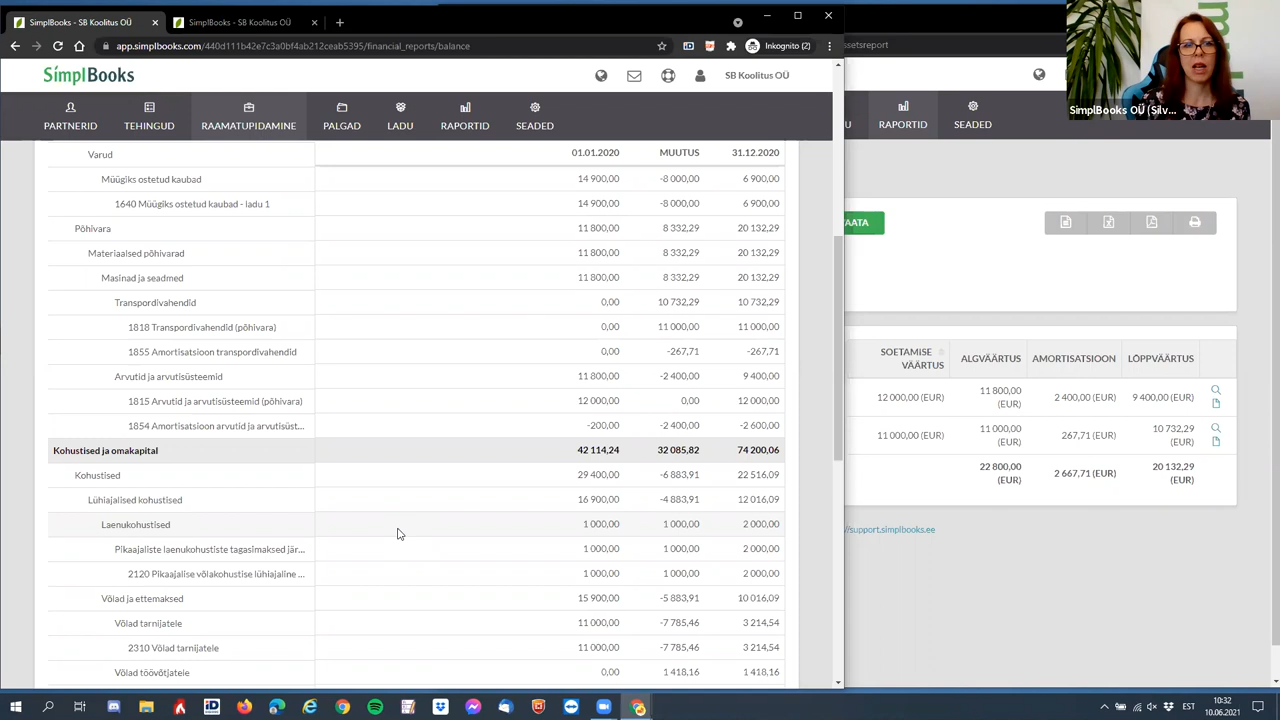 SimplBooks - SB Koolitus OÜ
SimplBooks - SB Koolitus OÜ
app.simplbooks.com/440d111b42e7c3a0bf4ab212ceab5395/financial_reports/balance
Inkognito (2)
assetsreport
SimplBooks
SB Koolitus OÜ
PARTNERID TEHINGUD RAAMATUPIDAMINE PALGAD LADU RAPORTID SEADED
U RAPORTID SEADED
SimplBooks OÜ (Silv...
01.01.2020 MUUTUS 31.12.2020
Varud
Müügiks ostetud kaubad 14 900,00 -8 000,00 6 900,00
1640 Müügiks ostetud kaubad - ladu 1 14 900,00 -8 000,00 6 900,00
Põhivara 11 800,00 8 332,29 20 132,29
Materiaalsed põhivarad 11 800,00 8 332,29 20 132,29
Masinad ja seadmed 11 800,00 8 332,29 20 132,29
Transpordivahendid 0,00 10 732,29 10 732,29
1818 Transpordivahendid (põhivara) 0,00 11 000,00 11 000,00
1855 Amortisatsioon transpordivahendid 0,00 -267,71 -267,71
Arvutid ja arvutisüsteemid 11 800,00 -2 400,00 9 400,00
1815 Arvutid ja arvutisüsteemid (põhivara) 12 000,00 0,00 12 000,00
1854 Amortisatsioon arvutid ja arvutisüst... -200,00 -2 400,00 -2 600,00
Kohustised ja omakapital 42 114,24 32 085,82 74 200,06
Kohustised 29 400,00 -6 883,91 22 516,09
Lühiajalised kohustised 16 900,00 -4 883,91 12 016,09
Laenukohustised 1 000,00 1 000,00 2 000,00
Pikaajaliste laenukohustiste tagasimaksed jär... 1 000,00 1 000,00 2 000,00
2120 Pikaajalise võlakohustise lühiajaline ... 1 000,00 1 000,00 2 000,00
Võlad ja ettemaksed 15 900,00 -5 883,91 10 016,09
Võlad tarnijatele 11 000,00 -7 785,46 3 214,54
2310 Võlad tarnijatele 11 000,00 -7 785,46 3 214,54
Võlad töövõtjatele 0,00 1 418,16 1 418,16
AATA
SOETAMISE VÄÄRTUS ALGVÄÄRTUS AMORTISATSIOON LÕPPVÄÄRTUS
12 000,00 (EUR) 11 800,00 (EUR) 2 400,00 (EUR) 9 400,00 (EUR)
11 000,00 (EUR) 11 000,00 (EUR) 267,71 (EUR) 10 732,29 (EUR)
22 800,00 (EUR) 2 667,71 (EUR) 20 132,29 (EUR)
//support.simplbooks.ee
EST
10:32
10.06.2021